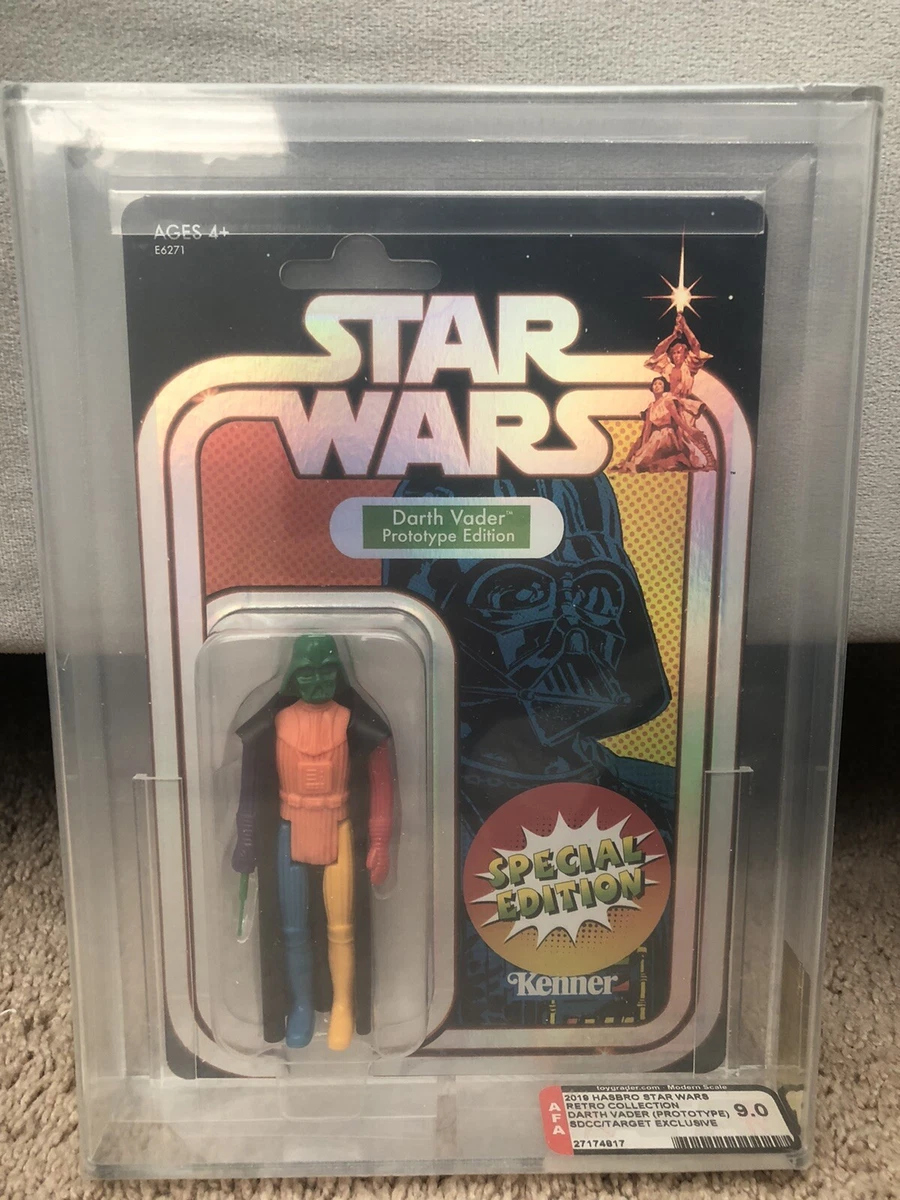 AGES 4+
E6271
STAR
WARS
Darth Vader™
Prototype Edition
SPECIAL
EDITION
Kenner
toygrader.com - Modern Scale
AFA
2019 HASBRO STAR WARS
RETRO COLLECTION
DARTH VADER (PROTOTYPE)
SDCC/TARGET EXCLUSIVE
9.0
27174817